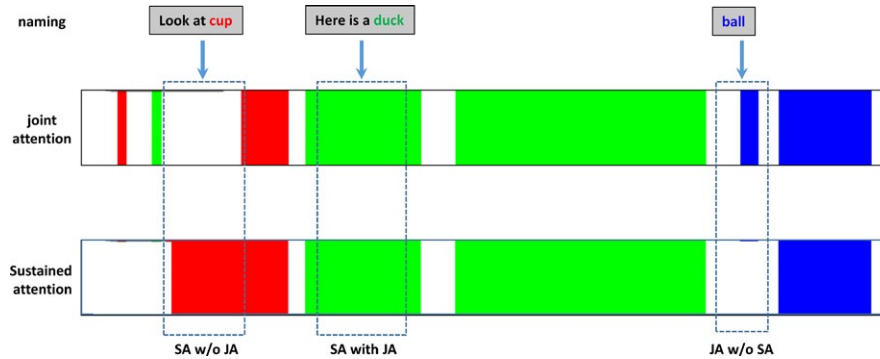 naming
Look at cup
Here is a duck
ball
joint
attention
Sustained
attention
SA w/o JA
SA with JA
JA w/o SA